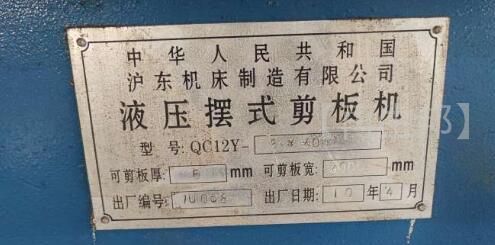 中华人民共和国
沪东机床制造有限公司
液压摆式剪板机
型号:QC12Y-
可剪板厚: 6 mm 可剪板宽: mm
出厂编号: 10068 出厂日期: 10 年 4 月